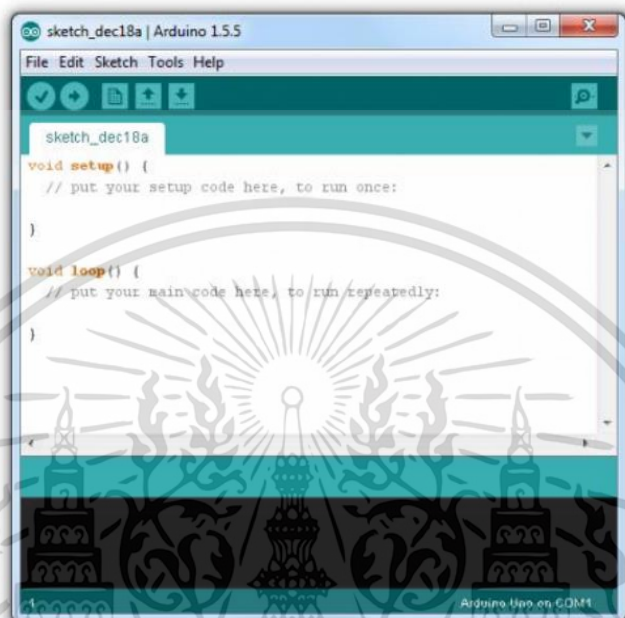 sketch_dec18a | Arduino 1.5.5
File Edit Sketch Tools Help
sketch_dec18a
void setup() {
  // put your setup code here, to run once:
}
void loop() {
  // put your main code here, to run repeatedly:
}
1
Arduino Uno on COM1